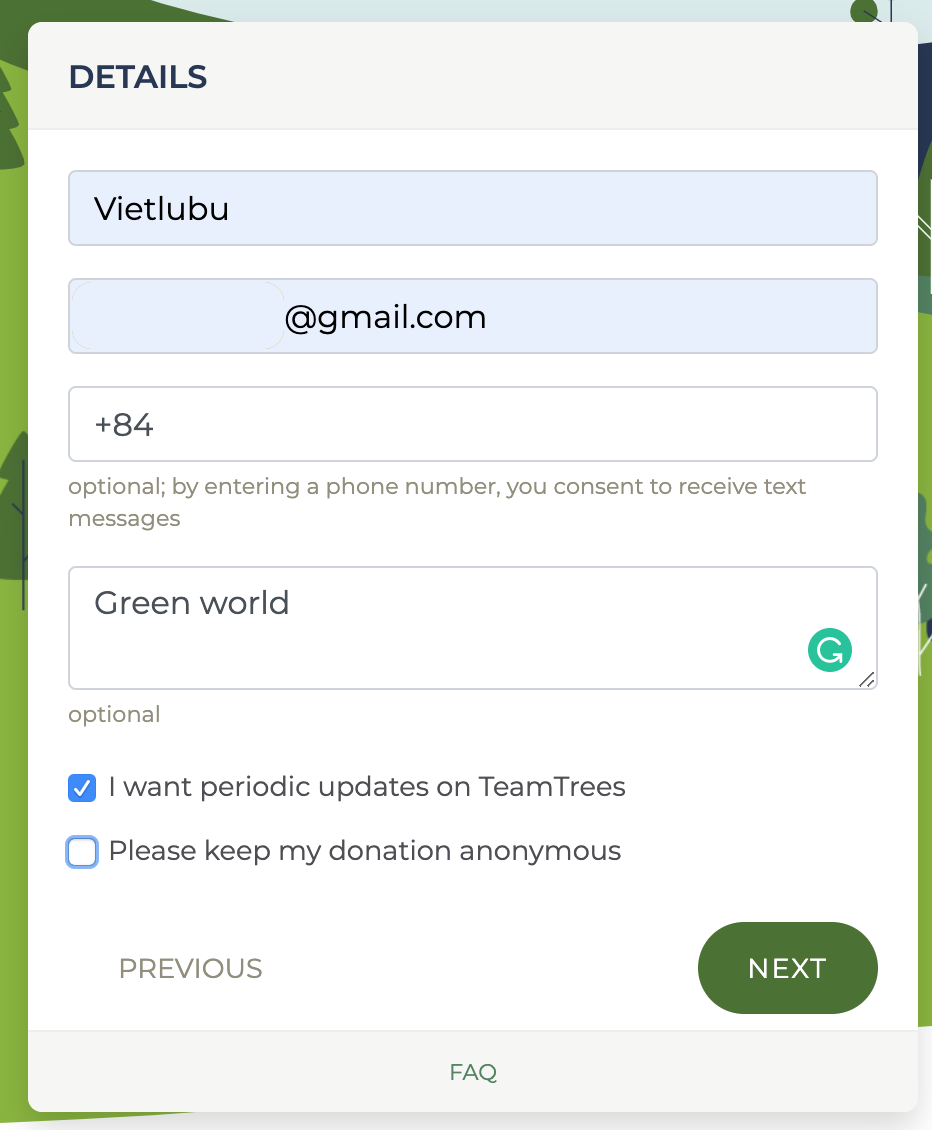 DETAILS
Vietlubu
@gmail.com
+84
optional; by entering a phone number, you consent to receive text
messages
Green world
optional
I want periodic updates on TeamTrees
Please keep my donation anonymous
PREVIOUS
NEXT
FAQ